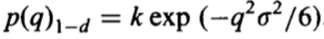 p(q)₁₋d = k exp (−q²σ²/6)